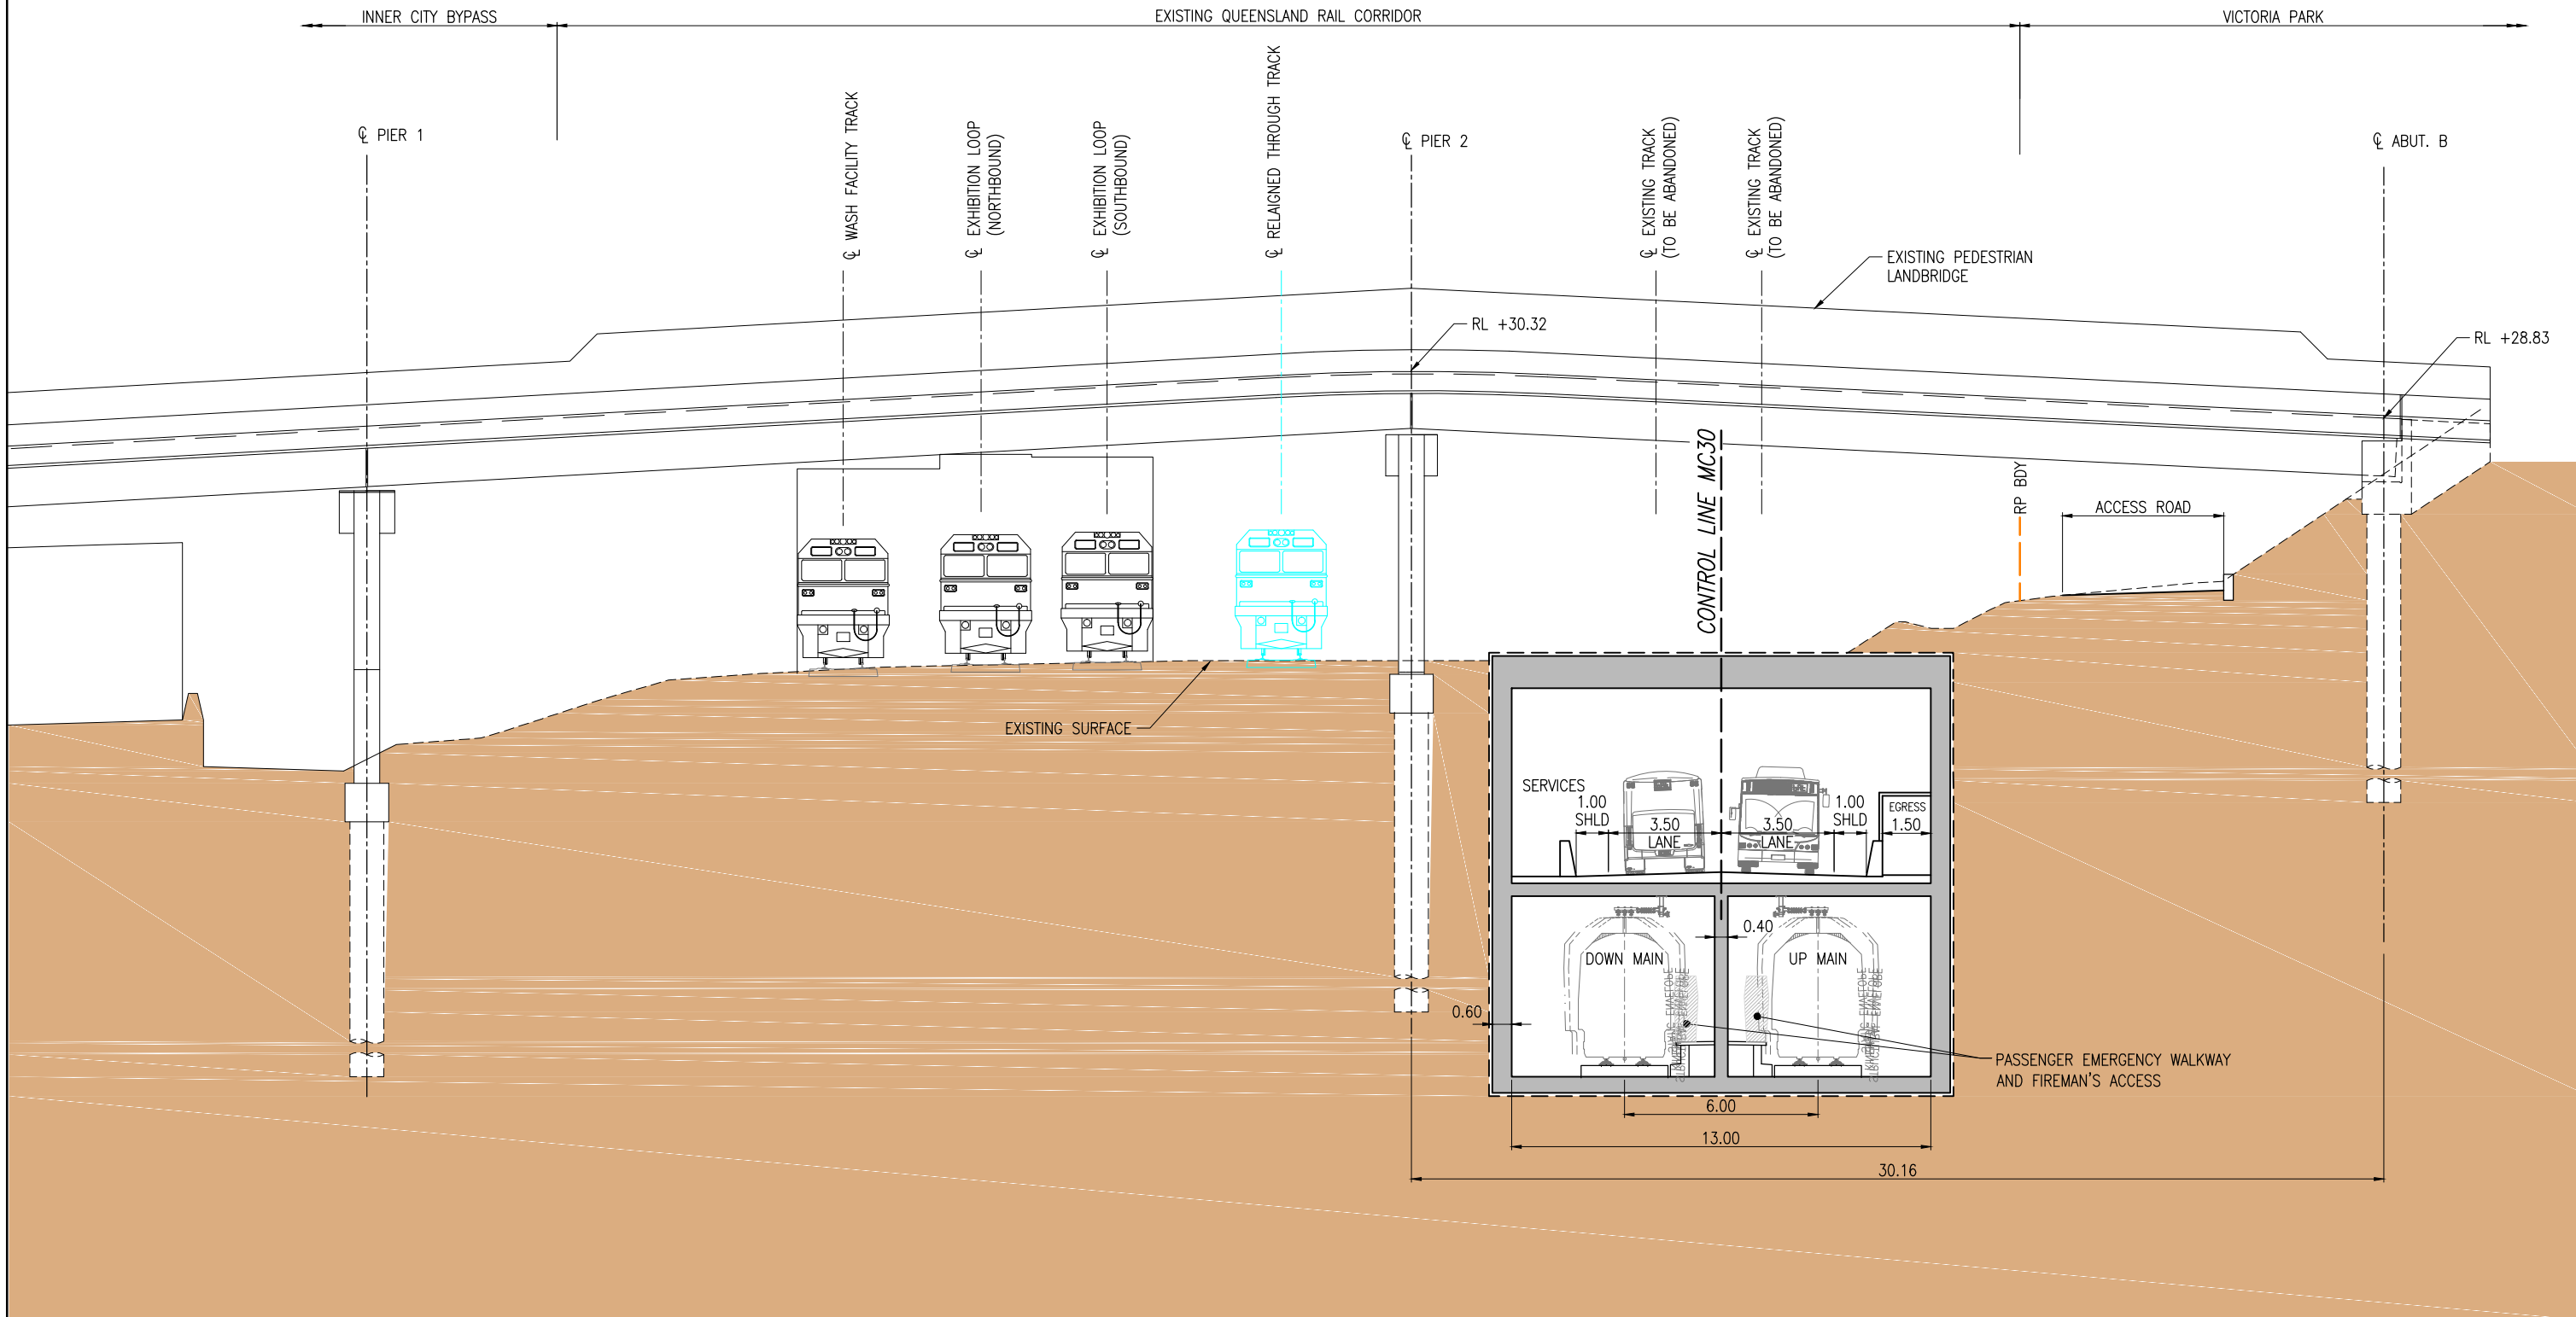 INNER CITY BYPASS
EXISTING QUEENSLAND RAIL CORRIDOR
VICTORIA PARK
℄ PIER 1
℄ WASH FACILITY TRACK
℄ EXHIBITION LOOP
(NORTHBOUND)
℄ EXHIBITION LOOP
(SOUTHBOUND)
℄ RELAIGNED THROUGH TRACK
℄ PIER 2
℄ EXISTING TRACK
(TO BE ABANDONED)
℄ EXISTING TRACK
(TO BE ABANDONED)
℄ ABUT. B
EXISTING PEDESTRIAN
LANDBRIDGE
RL +30.32
RL +28.83
CONTROL LINE MC30
RP BDY
ACCESS ROAD
EXISTING SURFACE
SERVICES
1.00
SHLD
3.50
LANE
3.50
LANE
1.00
SHLD
EGRESS
1.50
0.40
DOWN MAIN
UP MAIN
0.60
PASSENGER EMERGENCY WALKWAY
AND FIREMAN'S ACCESS
6.00
13.00
30.16